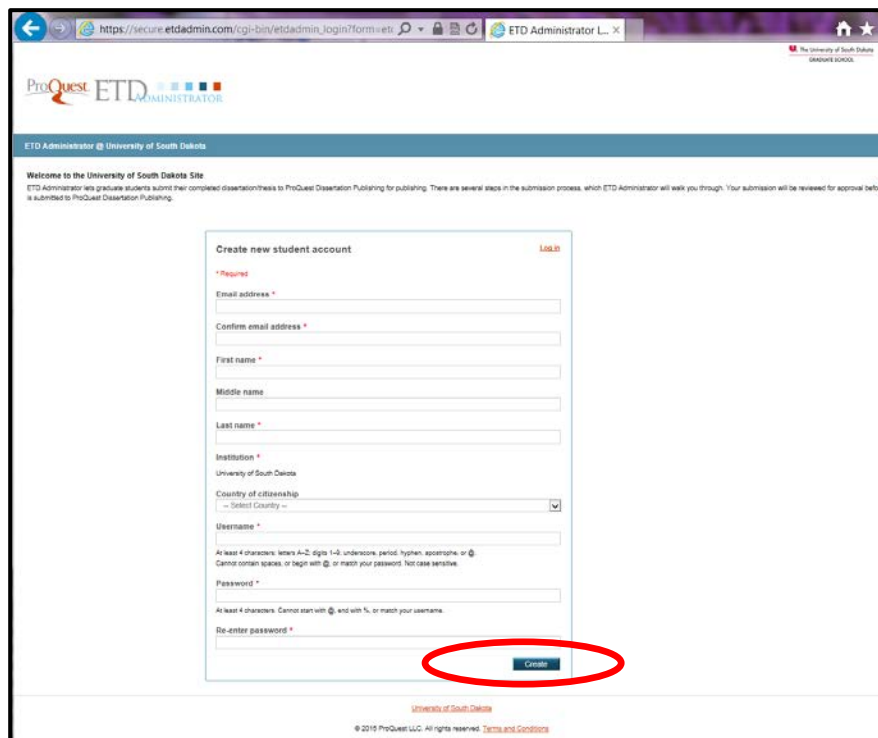 https://secure.etdadmin.com/cgi-bin/etdadmin_login?form=etc
ETD Administrator L... ×
The University of South Dakota
GRADUATE SCHOOL
ProQuest ETD ADMINISTRATOR
ETD Administrator @ University of South Dakota
Welcome to the University of South Dakota Site
ETD Administrator lets graduate students submit their completed dissertation/thesis to ProQuest Dissertation Publishing for publishing. There are several steps in the submission process, which ETD Administrator will walk you through. Your submission will be reviewed for approval befo
is submitted to ProQuest Dissertation Publishing.
Create new student account
Log in
* Required
Email address *
Confirm email address *
First name *
Middle name
Last name *
Institution *
University of South Dakota
Country of citizenship
-- Select Country --
Username *
At least 4 characters: letters A–Z; digits 1–9; underscore, period, hyphen, apostrophe, or @.
Cannot contain spaces, or begin with @, or match your password. Not case sensitive.
Password *
At least 4 characters. Cannot start with @, end with %, or match your username.
Re-enter password *
Create
University of South Dakota
© 2015 ProQuest LLC. All rights reserved. Terms and Conditions